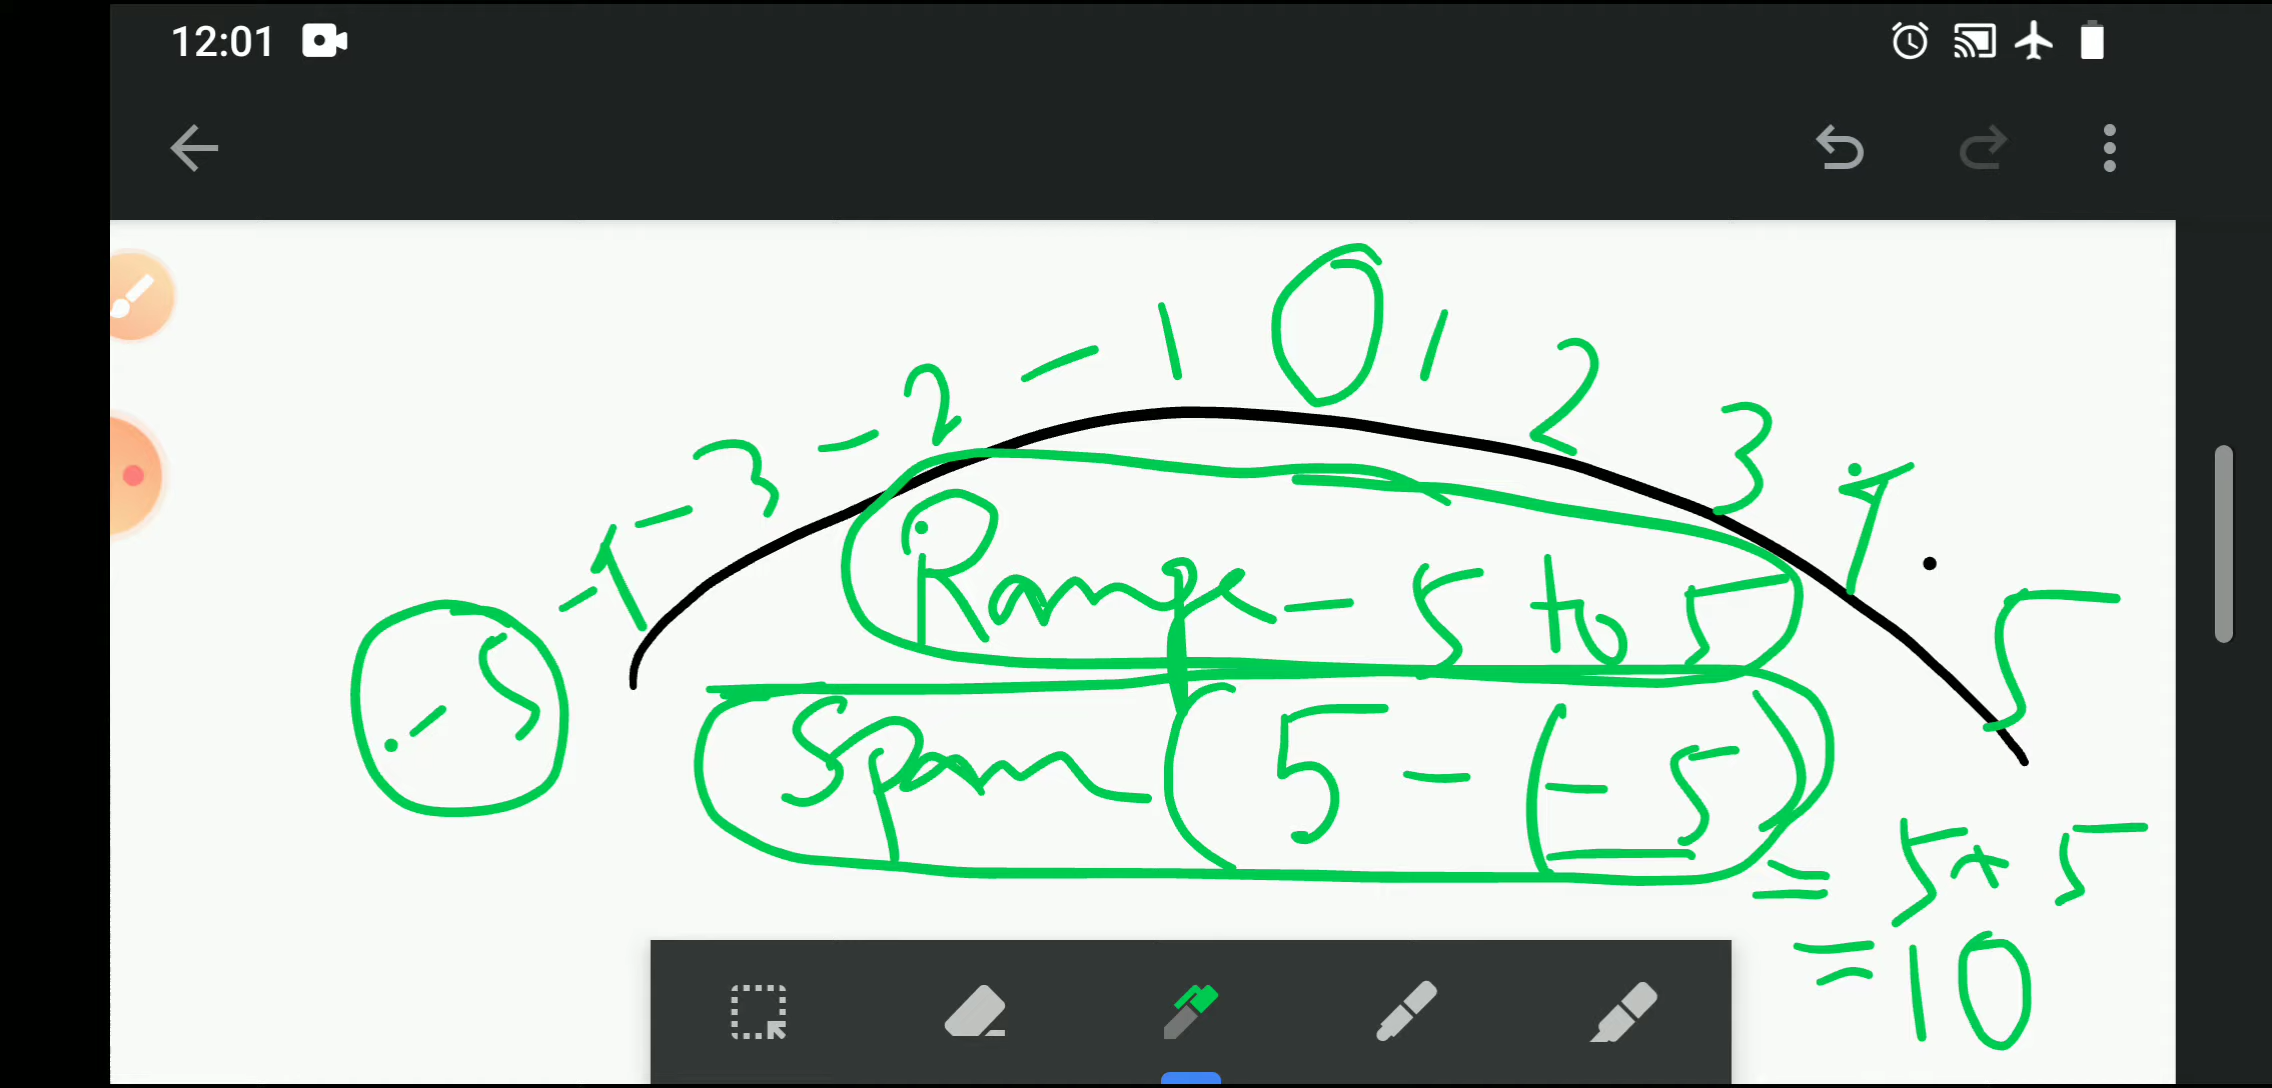 12:01
-5 -4 -3 -2 -1 0 1 2 3 4 5
Range -5 to 5
Span - (5 - (-5)
= 5+5
= 10